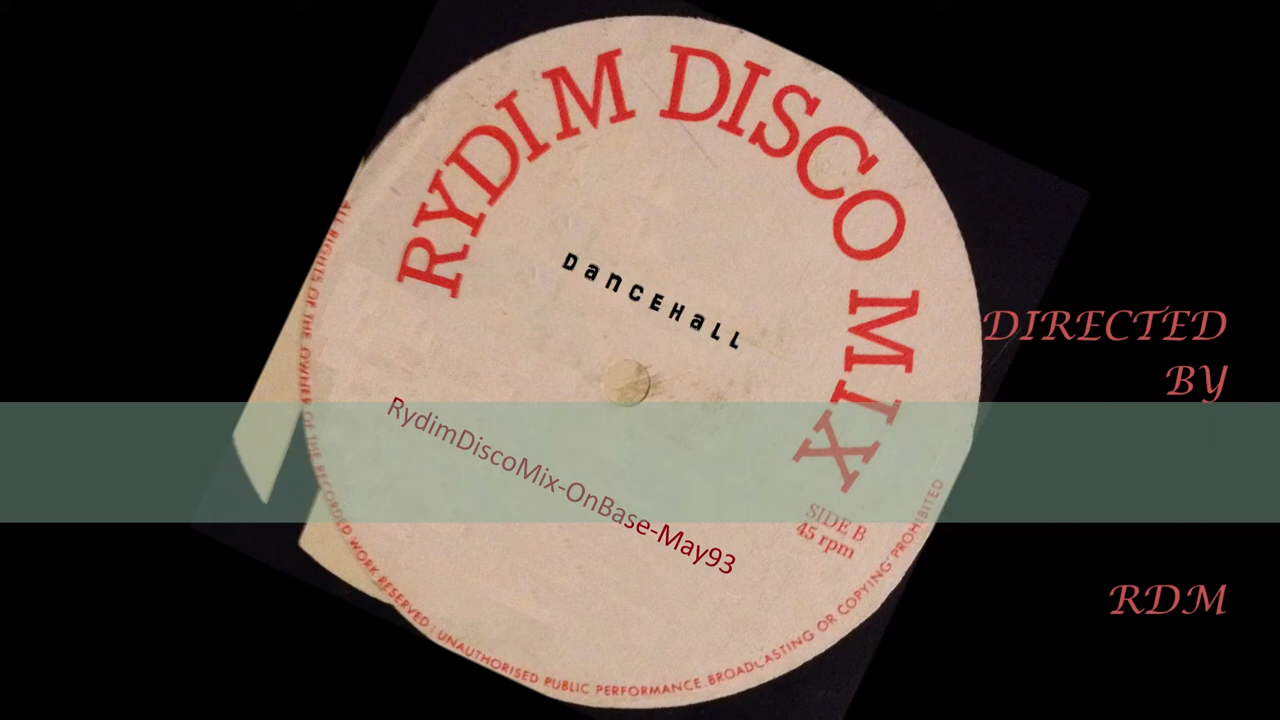 RYDIM DISCO MIX
DaNCEHaLL
RydimDiscoMix-OnBase-May93
SIDE B
45 rpm
ALL RIGHTS OF THE OWNER OF THE RECORDED WORK RESERVED | UNAUTHORISED PUBLIC PERFORMANCE.BROADCASTING OR COPYING PROHIBITED
DIRECTED
BY
RDM